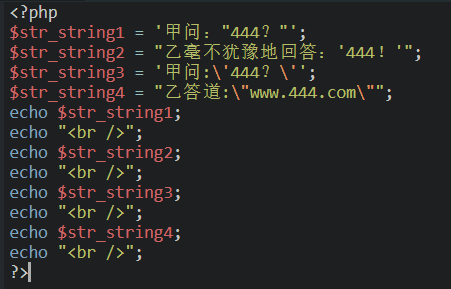 <?php
$str_string1 = '甲问："444？"';
$str_string2 = "乙毫不犹豫地回答：'444！'";
$str_string3 = '甲问:\'444？\'';
$str_string4 = "乙答道:\"www.444.com\"";
echo $str_string1;
echo "<br />";
echo $str_string2;
echo "<br />";
echo $str_string3;
echo "<br />";
echo $str_string4;
echo "<br />";
?>